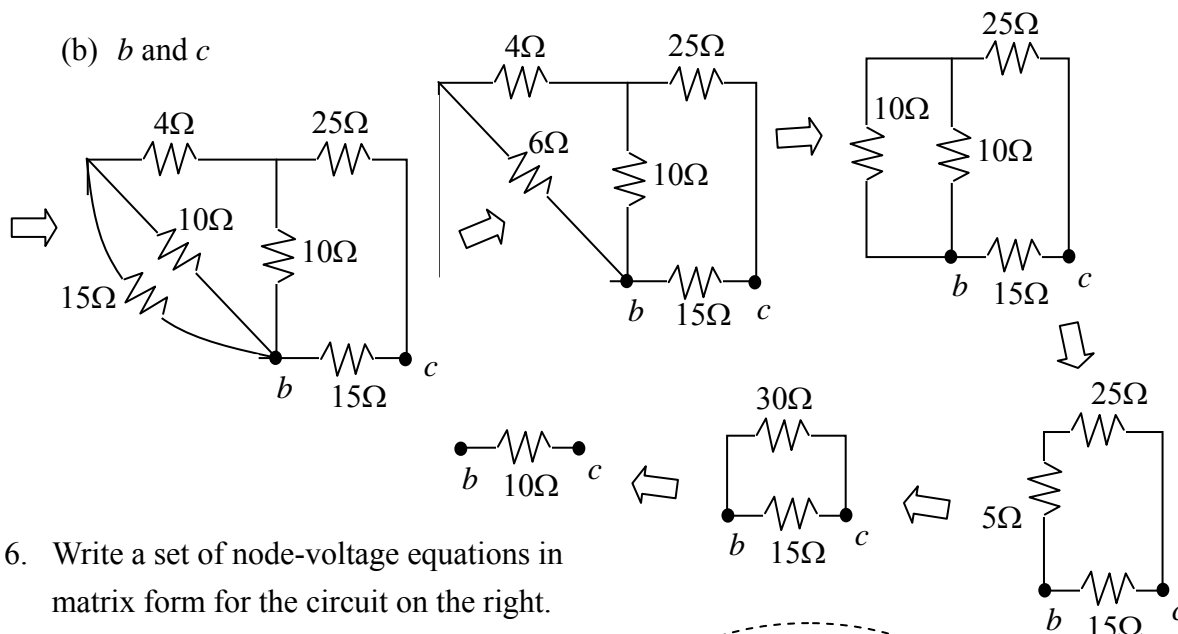 (b) b and c
4Ω
25Ω
10Ω
10Ω
15Ω
b
15Ω
c
4Ω
25Ω
6Ω
10Ω
b
15Ω
c
25Ω
10Ω
10Ω
b
15Ω
c
25Ω
5Ω
b
15Ω
c
30Ω
b
15Ω
c
b
10Ω
c
6. Write a set of node-voltage equations in
matrix form for the circuit on the right.